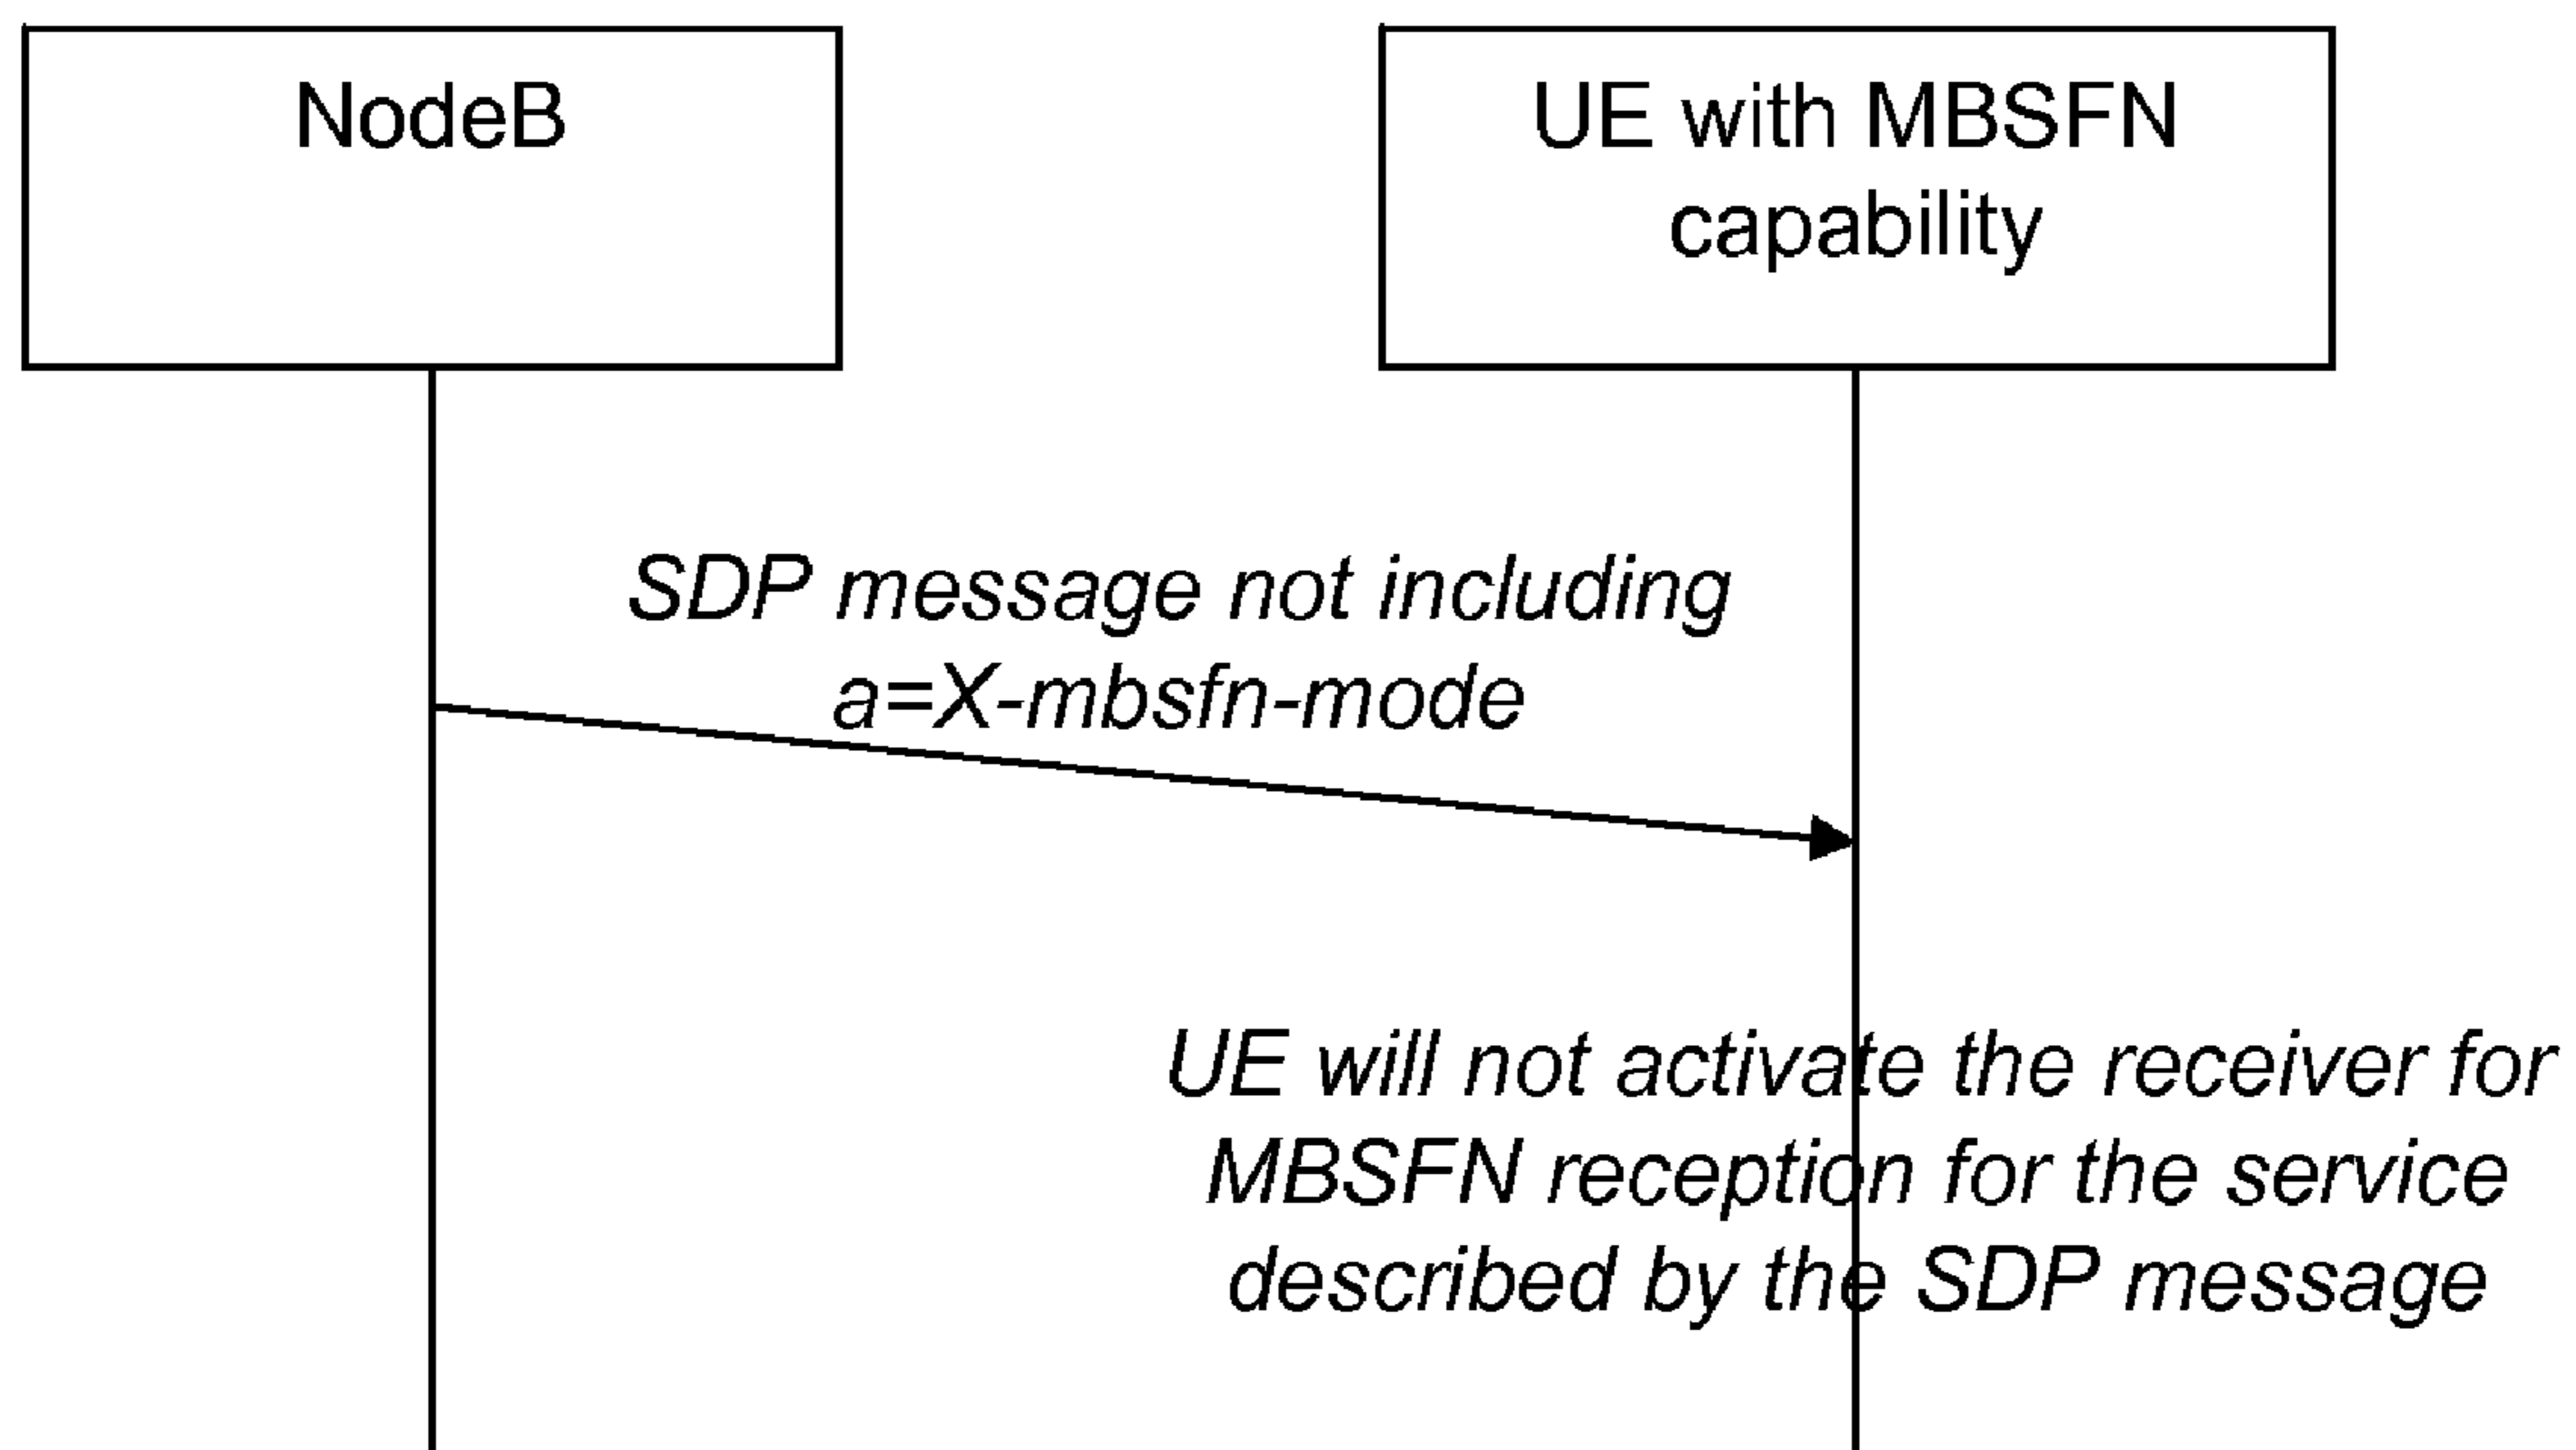 NodeB
UE with MBSFN
capability
SDP message not including
a=X-mbsfn-mode
UE will not activate the receiver for
MBSFN reception for the service
described by the SDP message